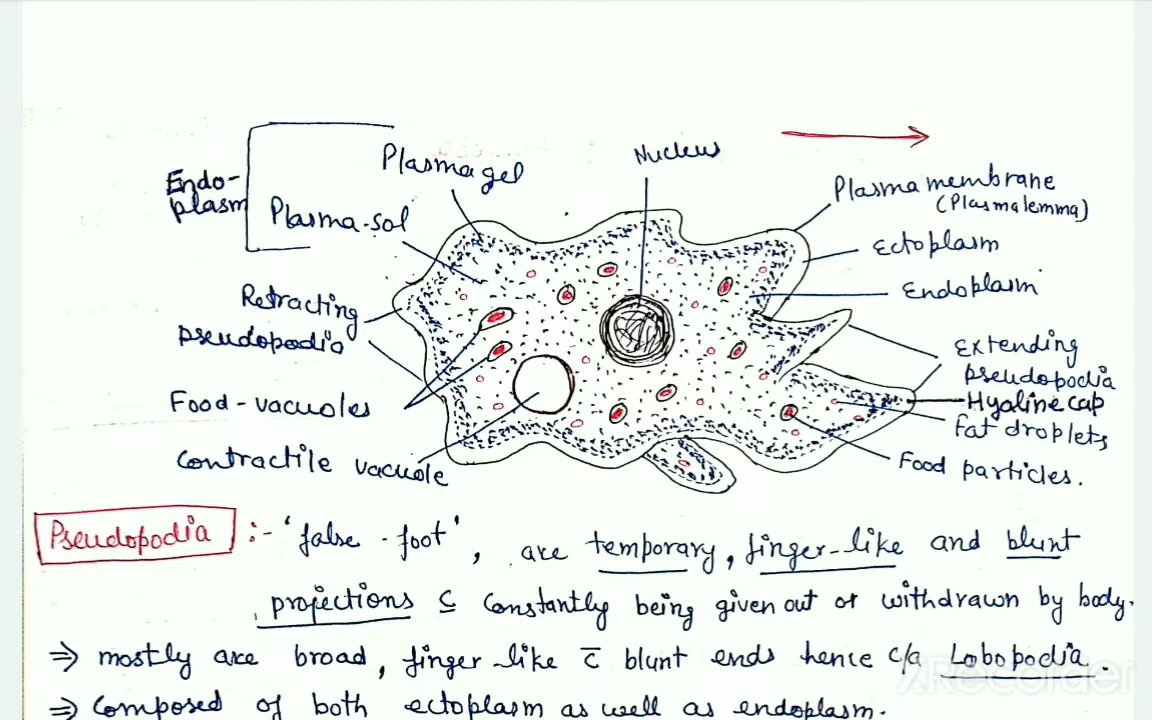 Nucleus
Plasma gel
Endo-
plasm
Plasma-sol
Plasma membrane
(Plasmalemma)
Ectoplasm
Endoplasm
Retracting
pseudopodia
Extending
pseudopodia
Hyaline cap
fat droplets
Food-vacuoles
Food particles.
Contractile vacuole
Pseudopodia :- 'false-foot', are temporary, finger-like and blunt
projections ⊆ constantly being given out or withdrawn by body.
⇒ mostly are broad, finger-like c̄ blunt ends hence c/a Lobopodia.
XRecorder
⇒ Composed of both ectoplasm as well as endoplasm.